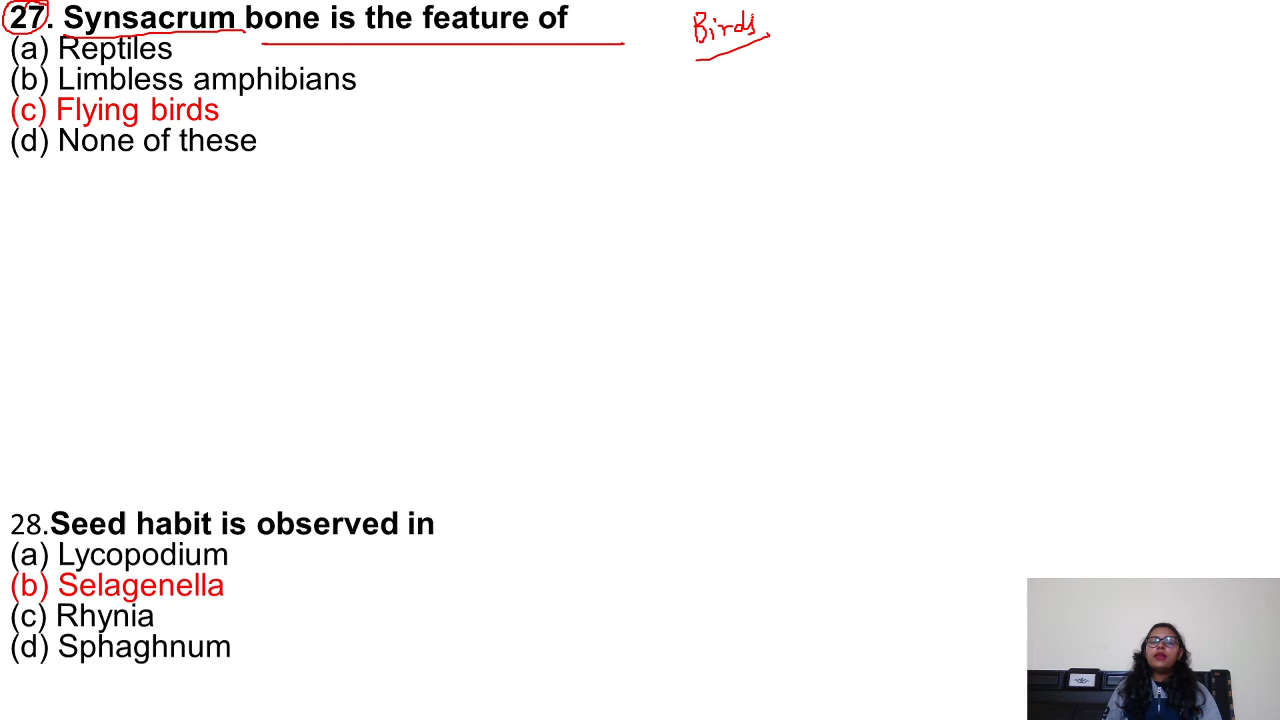 27. Synsacrum bone is the feature of
Birds
(a) Reptiles
(b) Limbless amphibians
(c) Flying birds
(d) None of these
28.Seed habit is observed in
(a) Lycopodium
(b) Selagenella
(c) Rhynia
(d) Sphaghnum